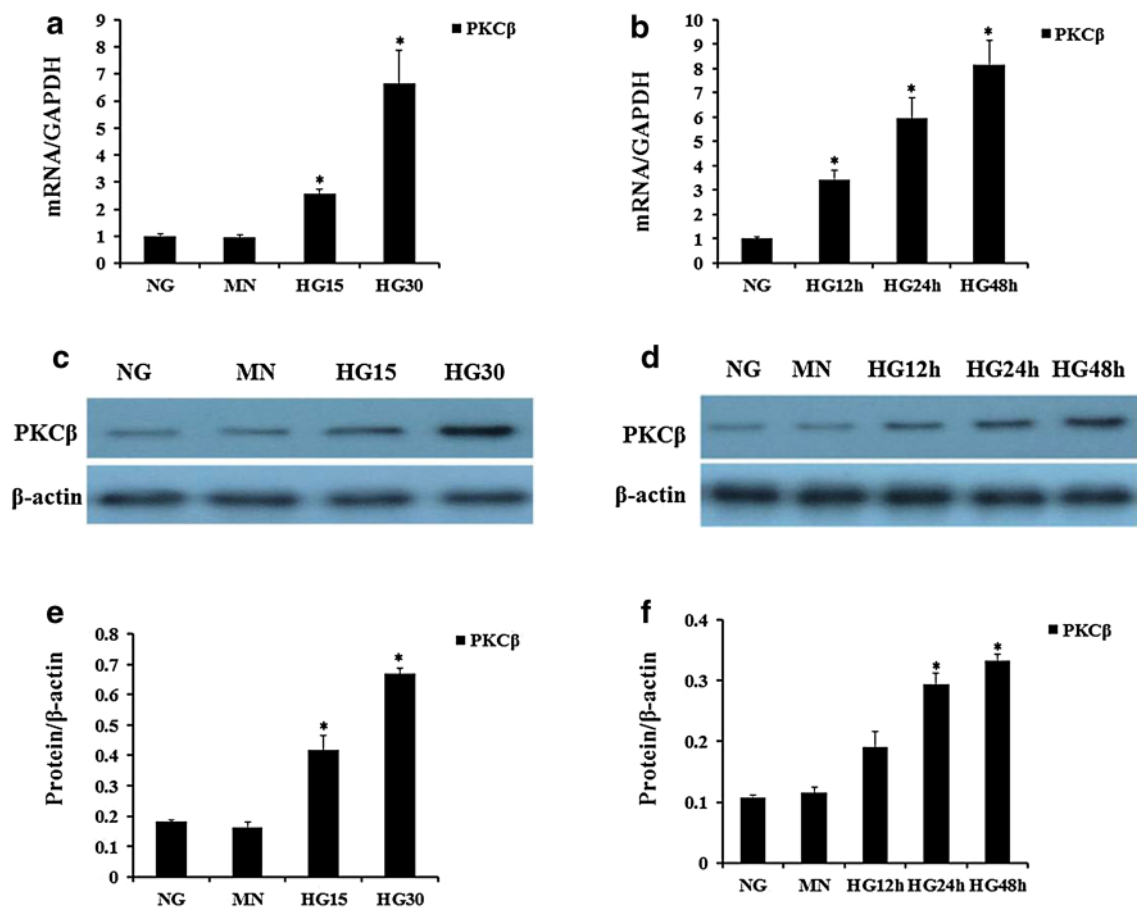 a
mRNA/GAPDH
9
8
7
6
5
4
3
2
1
0
* *
NG MN HG15 HG30
PKCβ
b
mRNA/GAPDH
10
9
8
7
6
5
4
3
2
1
0
* * *
NG HG12h HG24h HG48h
PKCβ
c
NG MN HG15 HG30
PKCβ
β-actin
d
NG MN HG12h HG24h HG48h
PKCβ
β-actin
e
Protein/β-actin
0.8
0.7
0.6
0.5
0.4
0.3
0.2
0.1
0
* *
NG MN HG15 HG30
PKCβ
f
Protein/β-actin
0.4
0.3
0.2
0.1
0
* *
NG MN HG12h HG24h HG48h
PKCβ